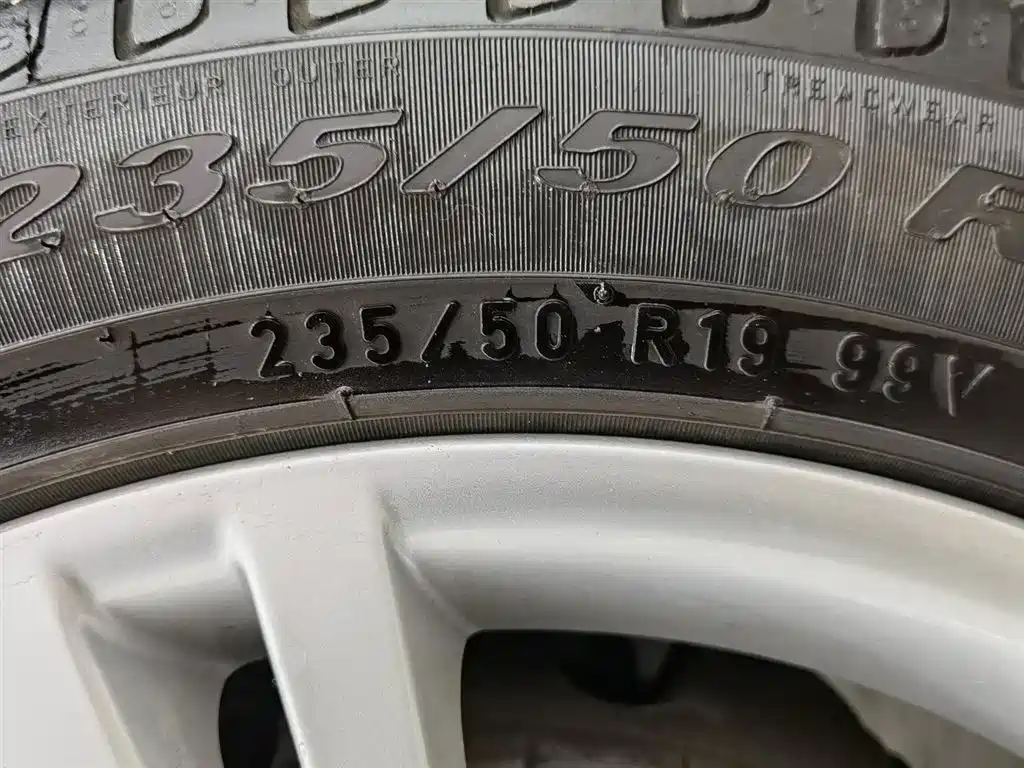 EXTERIEUR OUTER TREADWEAR
235/50 R
235/50 R19 99V